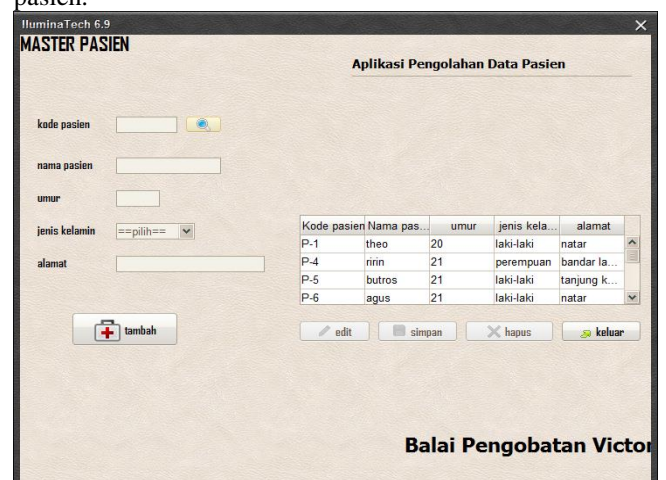 pasien.
IluminaTech 6.9
MASTER PASIEN
Aplikasi Pengolahan Data Pasien
kode pasien
nama pasien
umur
jenis kelamin ==pilih==
alamat
Kode pasien Nama pas... umur jenis kela... alamat
P-1 theo 20 laki-laki natar
P-4 ririn 21 perempuan bandar la...
P-5 butros 21 laki-laki tanjung k...
P-6 agus 21 laki-laki natar
tambah edit simpan hapus keluar
Balai Pengobatan Victor